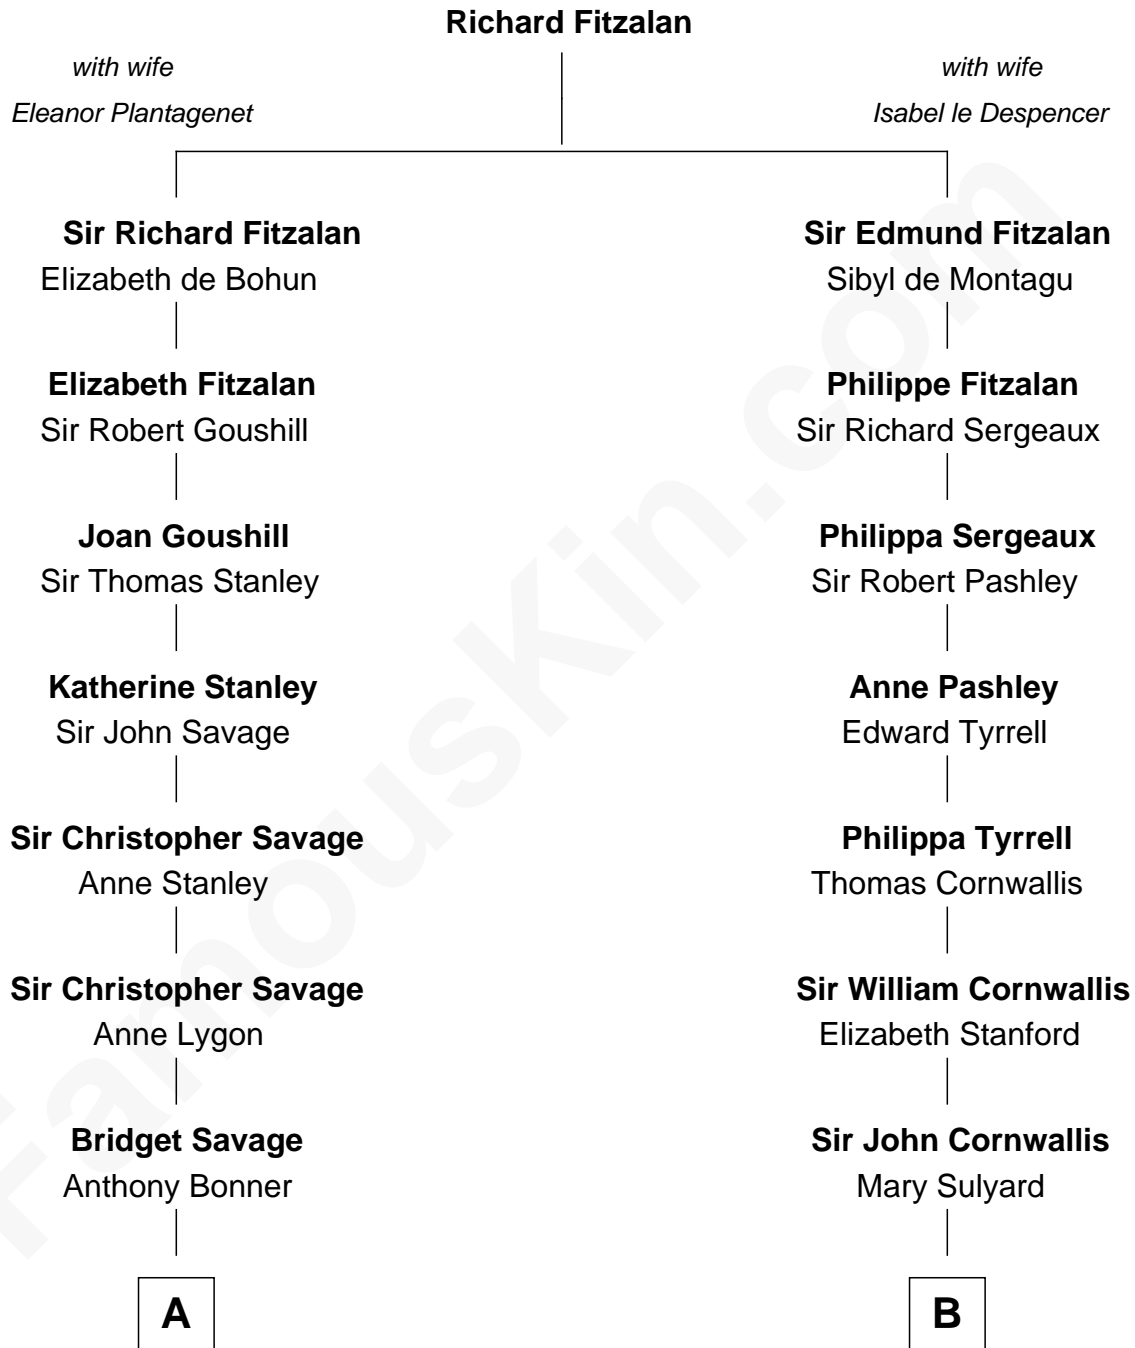 Richard Fitzalan
with wife
Eleanor Plantagenet
with wife
Isabel le Despencer
Sir Richard Fitzalan
Elizabeth de Bohun
Sir Edmund Fitzalan
Sibyl de Montagu
Elizabeth Fitzalan
Sir Robert Goushill
Philippe Fitzalan
Sir Richard Sergeaux
Joan Goushill
Sir Thomas Stanley
Philippa Sergeaux
Sir Robert Pashley
Katherine Stanley
Sir John Savage
Anne Pashley
Edward Tyrrell
Sir Christopher Savage
Anne Stanley
Philippa Tyrrell
Thomas Cornwallis
Sir Christopher Savage
Anne Lygon
Sir William Cornwallis
Elizabeth Stanford
Bridget Savage
Anthony Bonner
Sir John Cornwallis
Mary Sulyard
A
B
FamousKin.com